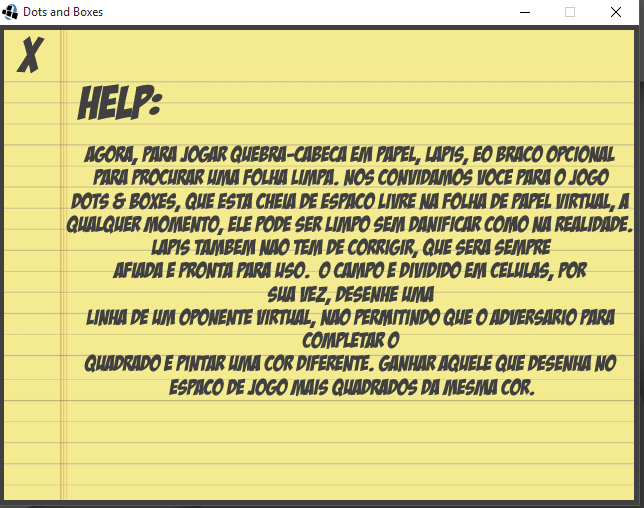 Dots and Boxes
X
HELP:
AGORA, PARA JOGAR QUEBRA-CABECA EM PAPEL, LAPIS, EO BRACO OPCIONAL
PARA PROCURAR UMA FOLHA LIMPA. NOS CONVIDAMOS VOCE PARA O JOGO
DOTS & BOXES, QUE ESTA CHEIA DE ESPACO LIVRE NA FOLHA DE PAPEL VIRTUAL, A
QUALQUER MOMENTO, ELE PODE SER LIMPO SEM DANIFICAR COMO NA REALIDADE.
LAPIS TAMBEM NAO TEM DE CORRIGIR, QUE SERA SEMPRE
AFIADA E PRONTA PARA USO. O CAMPO E DIVIDIDO EM CELULAS, POR
SUA VEZ, DESENHE UMA
LINHA DE UM OPONENTE VIRTUAL, NAO PERMITINDO QUE O ADVERSARIO PARA
COMPLETAR O
QUADRADO E PINTAR UMA COR DIFERENTE. GANHAR AQUELE QUE DESENHA NO
ESPACO DE JOGO MAIS QUADRADOS DA MESMA COR.